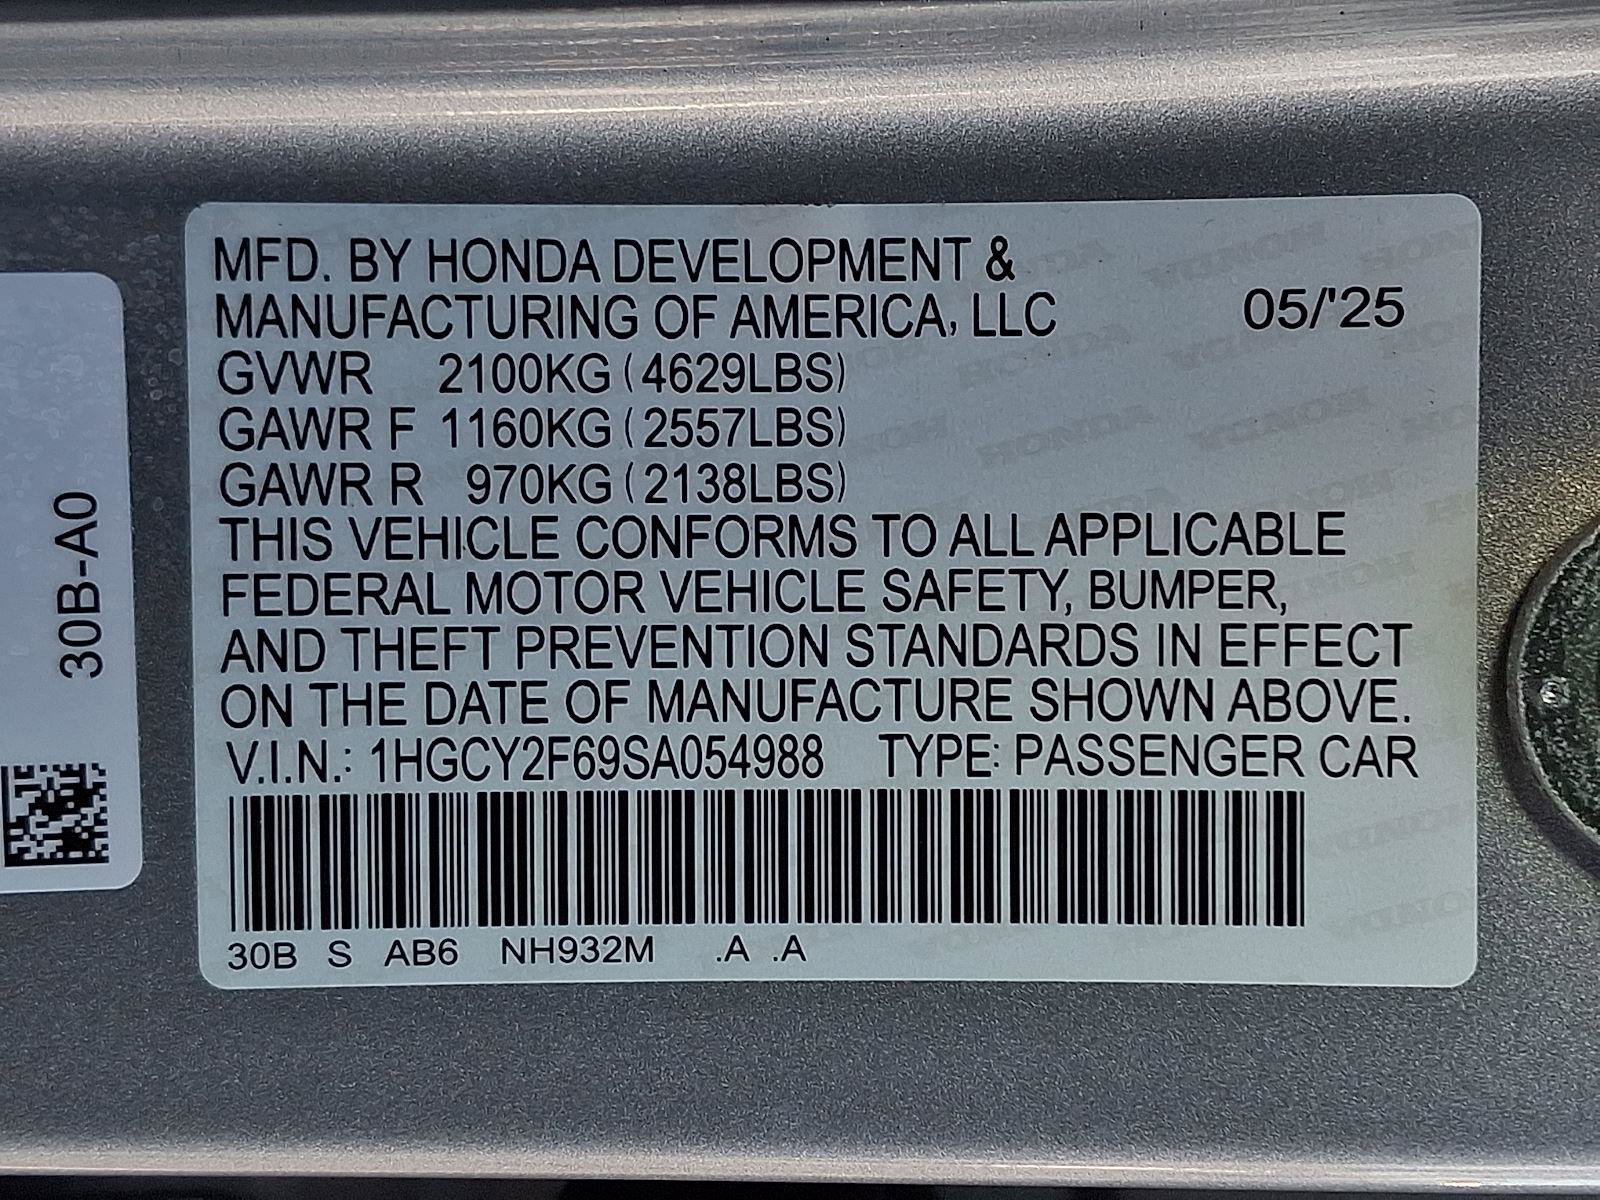 MFD. BY HONDA DEVELOPMENT &
MANUFACTURING OF AMERICA, LLC 05/'25
GVWR 2100KG (4629LBS)
GAWR F 1160KG (2557LBS)
GAWR R 970KG (2138LBS)
THIS VEHICLE CONFORMS TO ALL APPLICABLE
FEDERAL MOTOR VEHICLE SAFETY, BUMPER,
AND THEFT PREVENTION STANDARDS IN EFFECT
ON THE DATE OF MANUFACTURE SHOWN ABOVE.
V.I.N.: 1HGCY2F69SA054988 TYPE: PASSENGER CAR
30B S AB6 NH932M .A .A
30B-A0